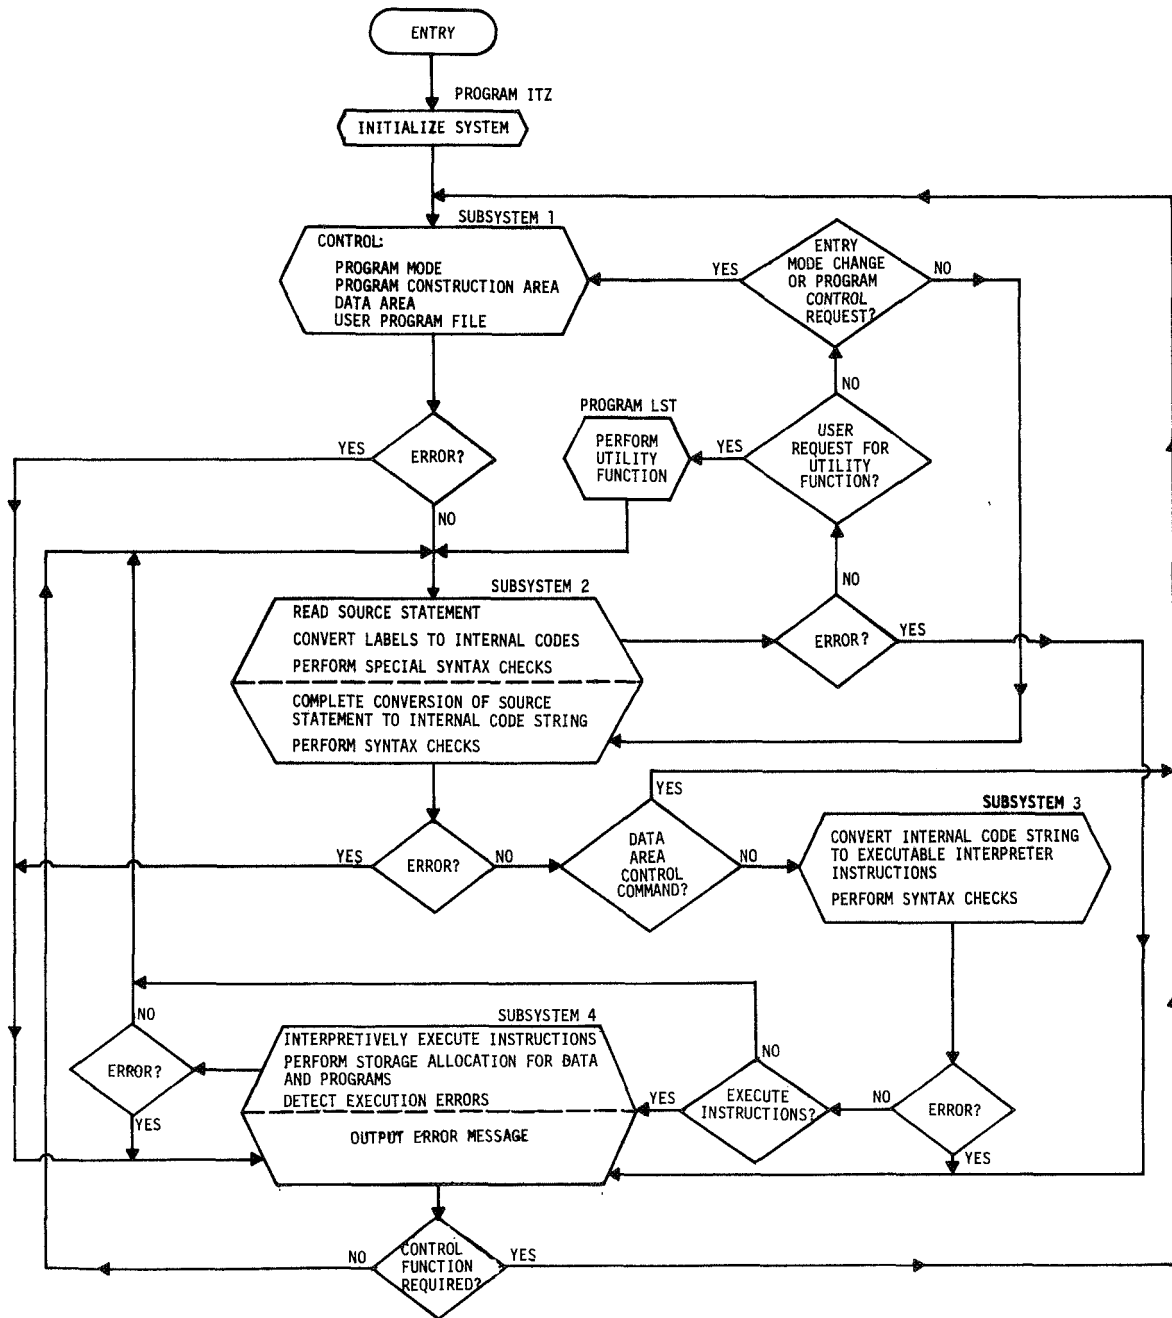 ENTRY
PROGRAM ITZ
INITIALIZE SYSTEM
SUBSYSTEM 1
CONTROL:
PROGRAM MODE
PROGRAM CONSTRUCTION AREA
DATA AREA
USER PROGRAM FILE
YES
ENTRY
MODE CHANGE
OR PROGRAM
CONTROL
REQUEST?
NO
NO
PROGRAM LST
PERFORM
UTILITY
FUNCTION
YES
USER
REQUEST FOR
UTILITY
FUNCTION?
YES
ERROR?
NO
NO
SUBSYSTEM 2
READ SOURCE STATEMENT
CONVERT LABELS TO INTERNAL CODES
PERFORM SPECIAL SYNTAX CHECKS
COMPLETE CONVERSION OF SOURCE
STATEMENT TO INTERNAL CODE STRING
PERFORM SYNTAX CHECKS
ERROR?
YES
YES
ERROR?
NO
YES
DATA
AREA
CONTROL
COMMAND?
NO
SUBSYSTEM 3
CONVERT INTERNAL CODE STRING
TO EXECUTABLE INTERPRETER
INSTRUCTIONS
PERFORM SYNTAX CHECKS
NO
ERROR?
YES
SUBSYSTEM 4
INTERPRETIVELY EXECUTE INSTRUCTIONS
PERFORM STORAGE ALLOCATION FOR DATA
AND PROGRAMS
DETECT EXECUTION ERRORS
OUTPUT ERROR MESSAGE
YES
NO
EXECUTE
INSTRUCTIONS?
NO
ERROR?
YES
NO
CONTROL
FUNCTION
REQUIRED?
YES